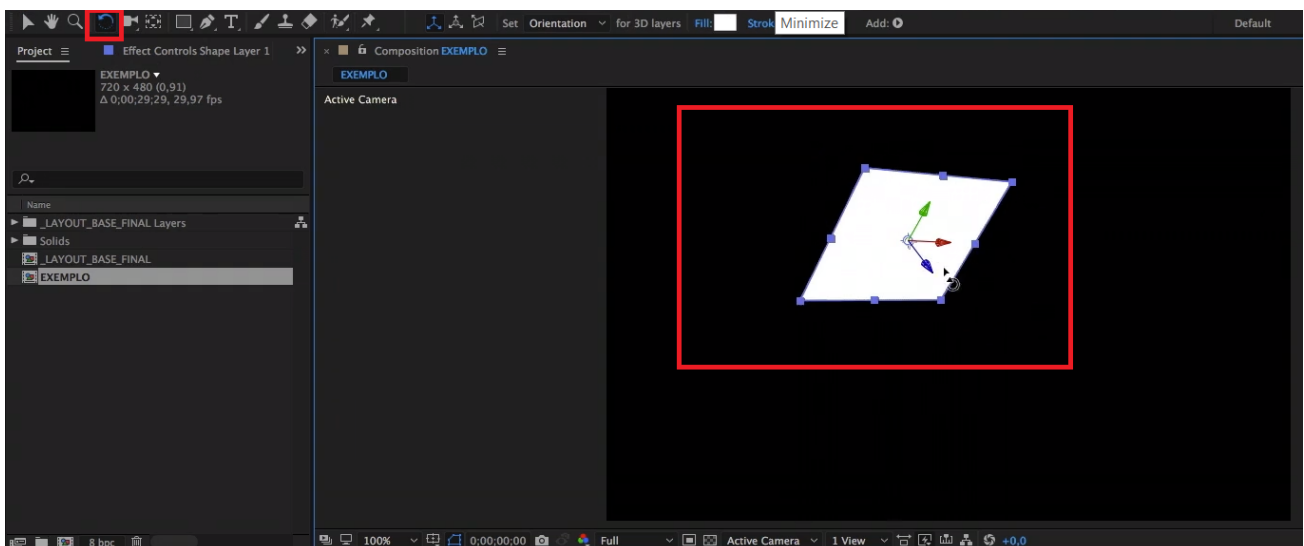 T Set Orientation for 3D layers Fill: Strok Minimize Add: Default
Project Effect Controls Shape Layer 1 Composition EXEMPLO
EXEMPLO
720 x 480 (0,91)
Δ 0;00;29;29, 29,97 fps
EXEMPLO
Active Camera
Name
_LAYOUT_BASE_FINAL Layers
Solids
_LAYOUT_BASE_FINAL
EXEMPLO
8 bpc 100% 0;00;00;00 Full Active Camera 1 View +0,0